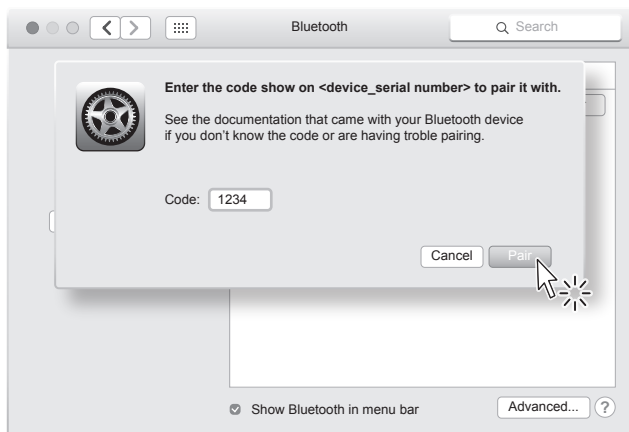 Bluetooth
Search
Enter the code show on <device_serial number> to pair it with.
See the documentation that came with your Bluetooth device
if you don't know the code or are having troble pairing.
Code: 1234
Cancel Pair
Show Bluetooth in menu bar
Advanced... ?